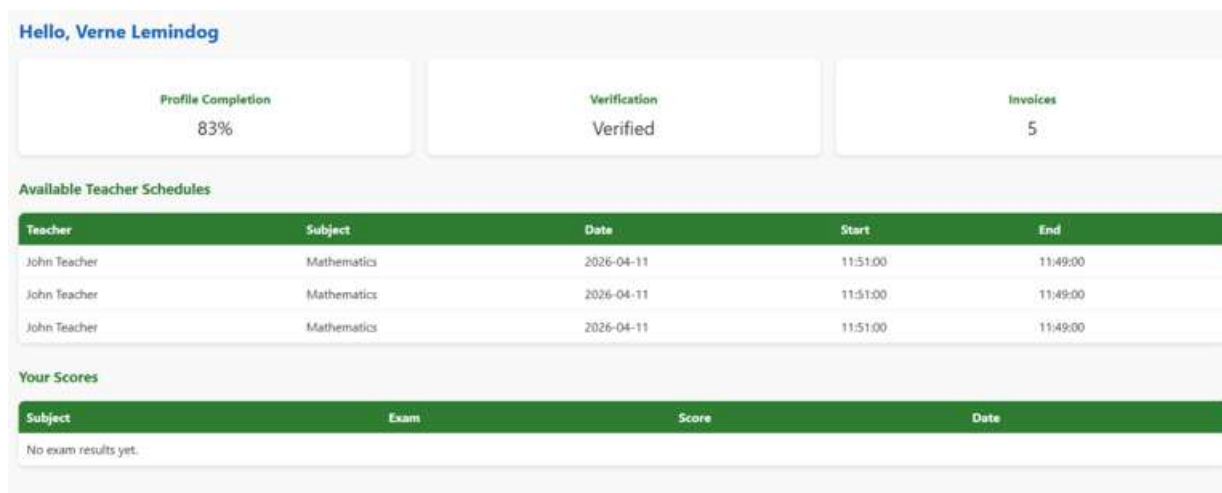 Hello, Verne Lemindog
Profile Completion Verification Invoices
83% Verified 5
Available Teacher Schedules
Teacher Subject Date Start End
John Teacher Mathematics 2026-04-11 11:51:00 11:49:00
John Teacher Mathematics 2026-04-11 11:51:00 11:49:00
John Teacher Mathematics 2026-04-11 11:51:00 11:49:00
Your Scores
Subject Exam Score Date
No exam results yet.